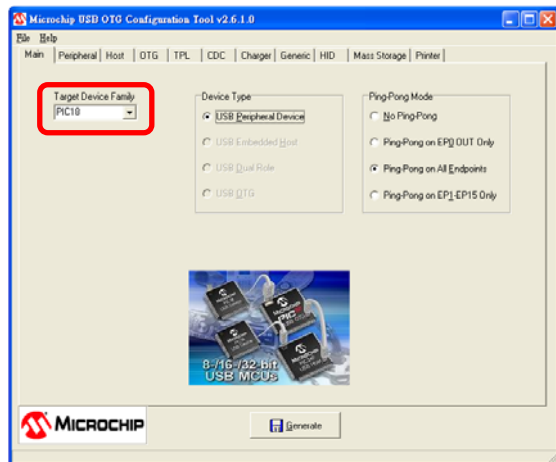 Microchip USB OTG Configuration Tool v2.6.1.0
File Help
Main Peripheral Host OTG TPL CDC Charger Generic HID Mass Storage Printer
Target Device Family
PIC18
Device Type
USB Peripheral Device
USB Embedded Host
USB Dual Role
USB OTG
Ping-Pong Mode
No Ping-Pong
Ping-Pong on EP0 OUT Only
Ping-Pong on All Endpoints
Ping-Pong on EP1-EP15 Only
8-/16-/32-bit
USB MCUs
MICROCHIP
Generate